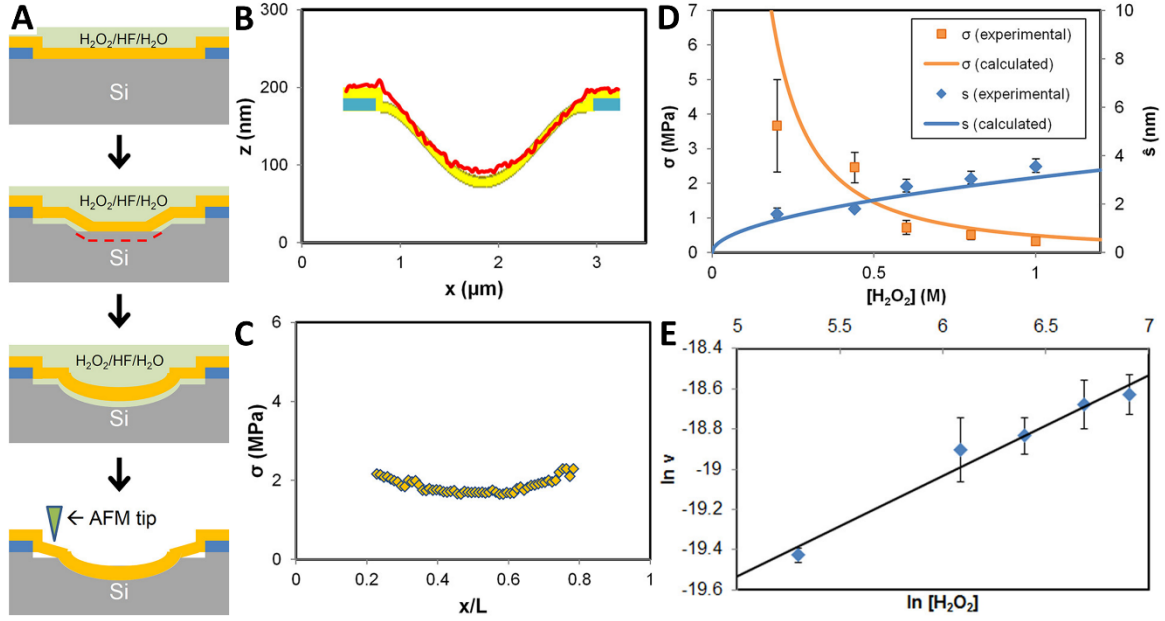 A
H₂O₂/HF/H₂O
Si
H₂O₂/HF/H₂O
Si
H₂O₂/HF/H₂O
Si
← AFM tip
Si
B
300
200
100
0
z (nm)
0
1
2
3
x (µm)
C
6
4
2
0
σ (MPa)
0
0.2
0.4
0.6
0.8
1
x/L
D
7
6
5
4
3
2
1
0
σ (MPa)
10
8
6
4
2
0
ŝ (nm)
σ (experimental)
σ (calculated)
s (experimental)
s (calculated)
0
0.5
1
[H₂O₂] (M)
E
5
5.5
6
6.5
7
-18.4
-18.6
-18.8
-19
-19.2
-19.4
-19.6
ln v
ln [H₂O₂]